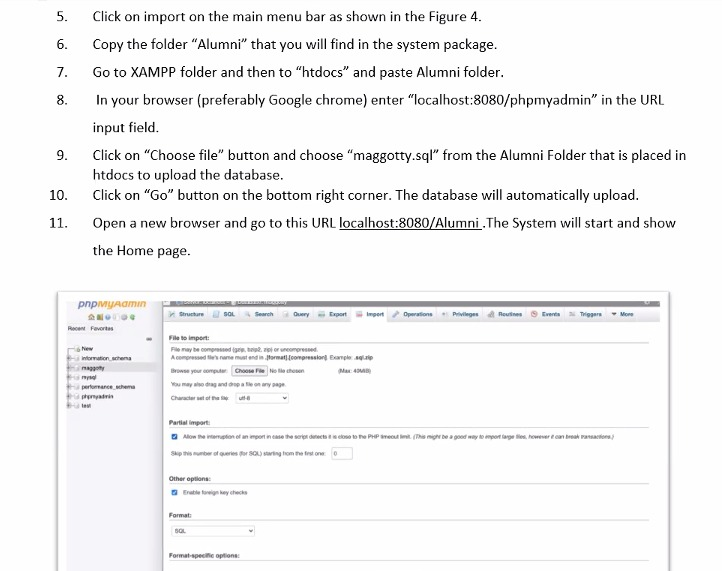 5. Click on import on the main menu bar as shown in the Figure 4.
6. Copy the folder “Alumni” that you will find in the system package.
7. Go to XAMPP folder and then to “htdocs” and paste Alumni folder.
8. In your browser (preferably Google chrome) enter “localhost:8080/phpmyadmin” in the URL
input field.
9. Click on “Choose file” button and choose “maggotty.sql” from the Alumni Folder that is placed in
htdocs to upload the database.
10. Click on “Go” button on the bottom right corner. The database will automatically upload.
11. Open a new browser and go to this URL localhost:8080/Alumni .The System will start and show
the Home page.
phpMyAdmin
Recent Favorites
New
information_schema
maggotty
mysql
performance_schema
phpmyadmin
test
Structure SQL Search Query Export Import Operations Privileges Routines Events Triggers More
File to import:
File may be compressed (gzip, bzip2, zip) or uncompressed.
A compressed file's name must end in .[format].[compression]. Example: .sql.zip
Browse your computer: Choose File No file chosen (Max: 40MiB)
You may also drag and drop a file on any page.
Character set of the file: utf-8
Partial import:
Allow the interruption of an import in case the script detects it is close to the PHP timeout limit. (This might be a good way to import large files, however it can break transactions.)
Skip this number of queries (for SQL) starting from the first one: 0
Other options:
Enable foreign key checks
Format:
SQL
Format-specific options: